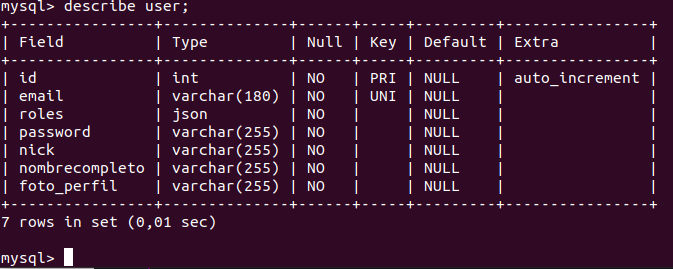 mysql> describe user;
+---------------+--------------+------+-----+---------+----------------+
| Field         | Type         | Null | Key | Default | Extra          |
+---------------+--------------+------+-----+---------+----------------+
| id            | int          | NO   | PRI | NULL    | auto_increment |
| email         | varchar(180) | NO   | UNI | NULL    |                |
| roles         | json         | NO   |     | NULL    |                |
| password      | varchar(255) | NO   |     | NULL    |                |
| nick          | varchar(255) | NO   |     | NULL    |                |
| nombrecompleto | varchar(255) | NO   |     | NULL    |                |
| foto_perfil   | varchar(255) | NO   |     | NULL    |                |
+---------------+--------------+------+-----+---------+----------------+
7 rows in set (0,01 sec)
mysql>